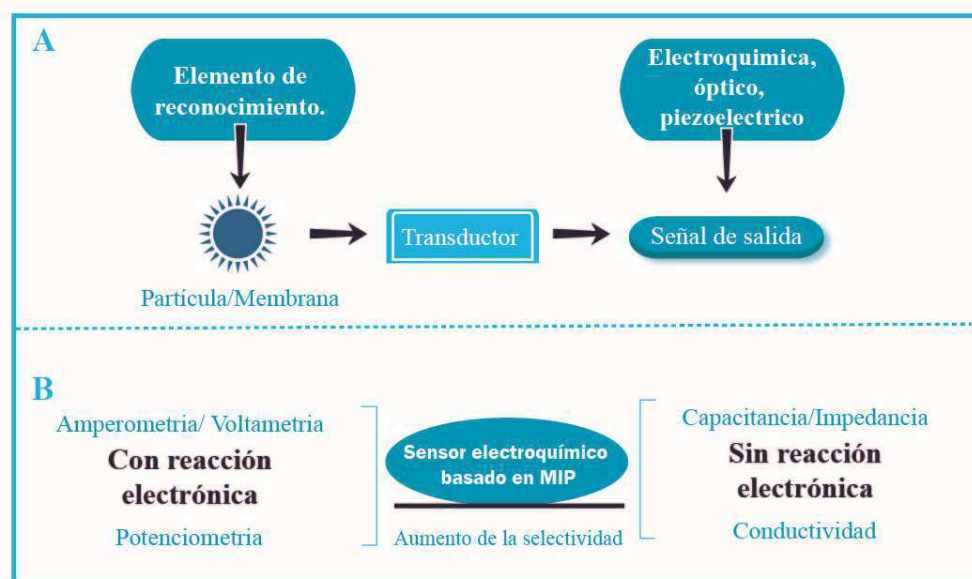 A
Elemento de
reconocimiento.
Electroquimica,
óptico,
piezoelectrico
Transductor
Señal de salida
Partícula/Membrana
B
Amperometria/ Voltametria
Con reacción
electrónica
Potenciometria
Sensor electroquímico
basado en MIP
Aumento de la selectividad
Capacitancia/Impedancia
Sin reacción
electrónica
Conductividad